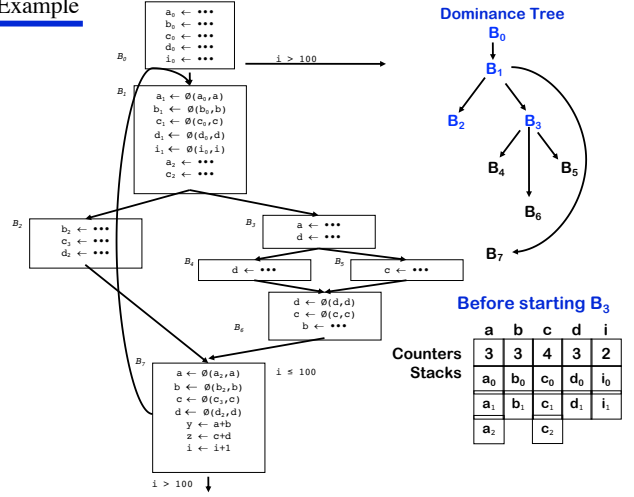 Example
B₀
a₀ ← •••
b₀ ← •••
c₀ ← •••
d₀ ← •••
i₀ ← •••
i > 100
B₁
a₁ ← Ø(a₀,a)
b₁ ← Ø(b₀,b)
c₁ ← Ø(c₀,c)
d₁ ← Ø(d₀,d)
i₁ ← Ø(i₀,i)
a₂ ← •••
c₂ ← •••
B₂
b₂ ← •••
c₃ ← •••
d₂ ← •••
B₃
a ← •••
d ← •••
B₄
d ← •••
B₅
c ← •••
B₆
d ← Ø(d,d)
c ← Ø(c,c)
b ← •••
B₇
a ← Ø(a₂,a)
b ← Ø(b₂,b)
c ← Ø(c₃,c)
d ← Ø(d₂,d)
y ← a+b
z ← c+d
i ← i+1
i ≤ 100
i > 100
Dominance Tree
B₀
B₁
B₂ B₃
B₄ B₅
B₆
B₇
Before starting B₃
a b c d i
Counters 3 3 4 3 2
Stacks a₀ b₀ c₀ d₀ i₀
a₁ b₁ c₁ d₁ i₁
a₂ c₂